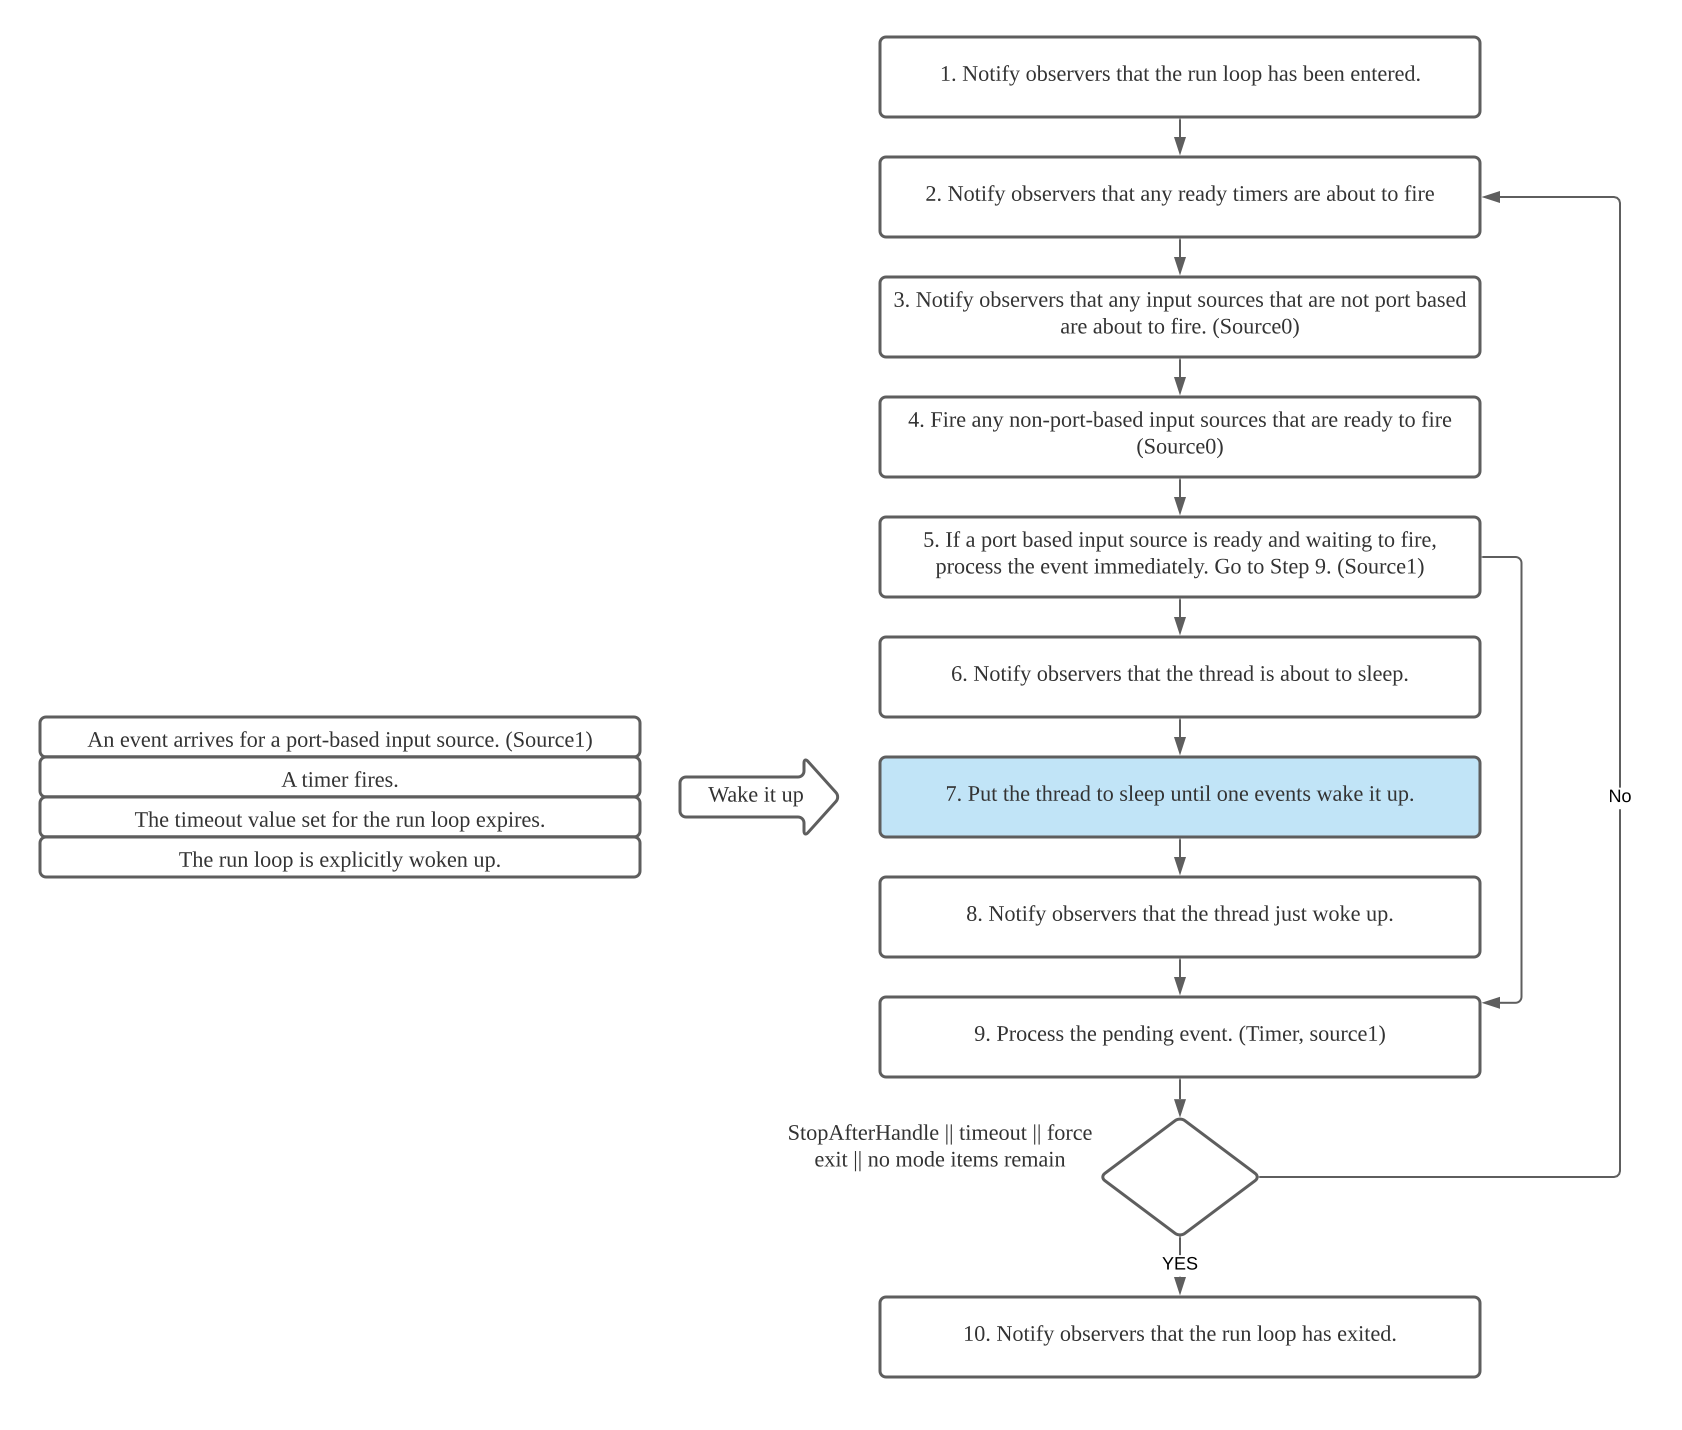 1. Notify observers that the run loop has been entered.
2. Notify observers that any ready timers are about to fire
3. Notify observers that any input sources that are not port based
are about to fire. (Source0)
4. Fire any non-port-based input sources that are ready to fire
(Source0)
5. If a port based input source is ready and waiting to fire,
process the event immediately. Go to Step 9. (Source1)
6. Notify observers that the thread is about to sleep.
An event arrives for a port-based input source. (Source1)
A timer fires.
The timeout value set for the run loop expires.
The run loop is explicitly woken up.
Wake it up
7. Put the thread to sleep until one events wake it up.
No
8. Notify observers that the thread just woke up.
9. Process the pending event. (Timer, source1)
StopAfterHandle || timeout || force
exit || no mode items remain
YES
10. Notify observers that the run loop has exited.